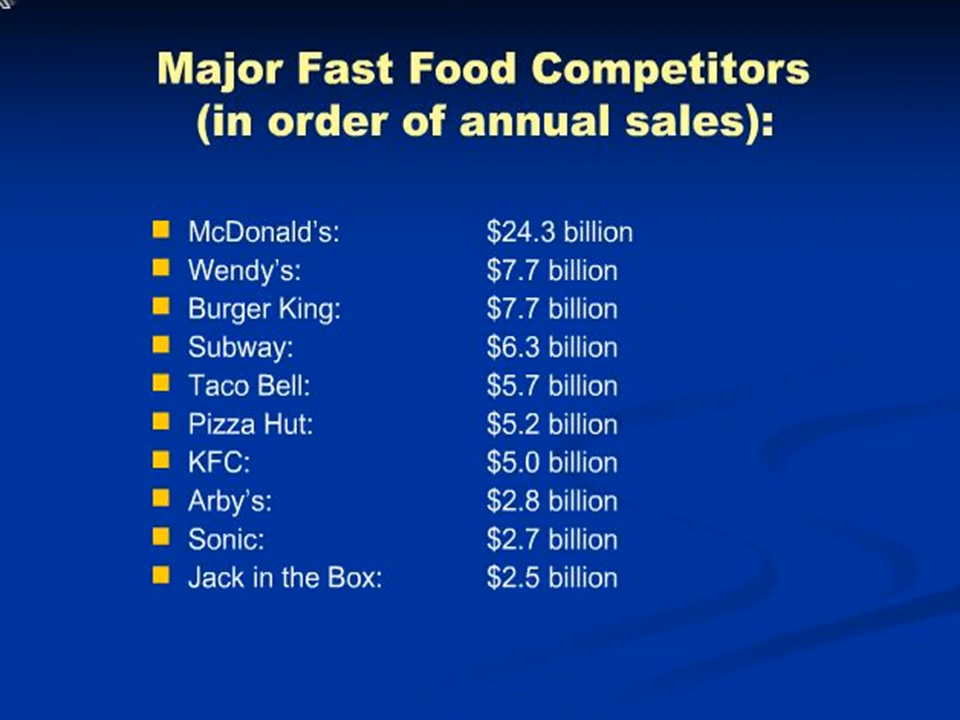 Major Fast Food Competitors
(in order of annual sales):
McDonald’s: $24.3 billion
Wendy’s: $7.7 billion
Burger King: $7.7 billion
Subway: $6.3 billion
Taco Bell: $5.7 billion
Pizza Hut: $5.2 billion
KFC: $5.0 billion
Arby’s: $2.8 billion
Sonic: $2.7 billion
Jack in the Box: $2.5 billion